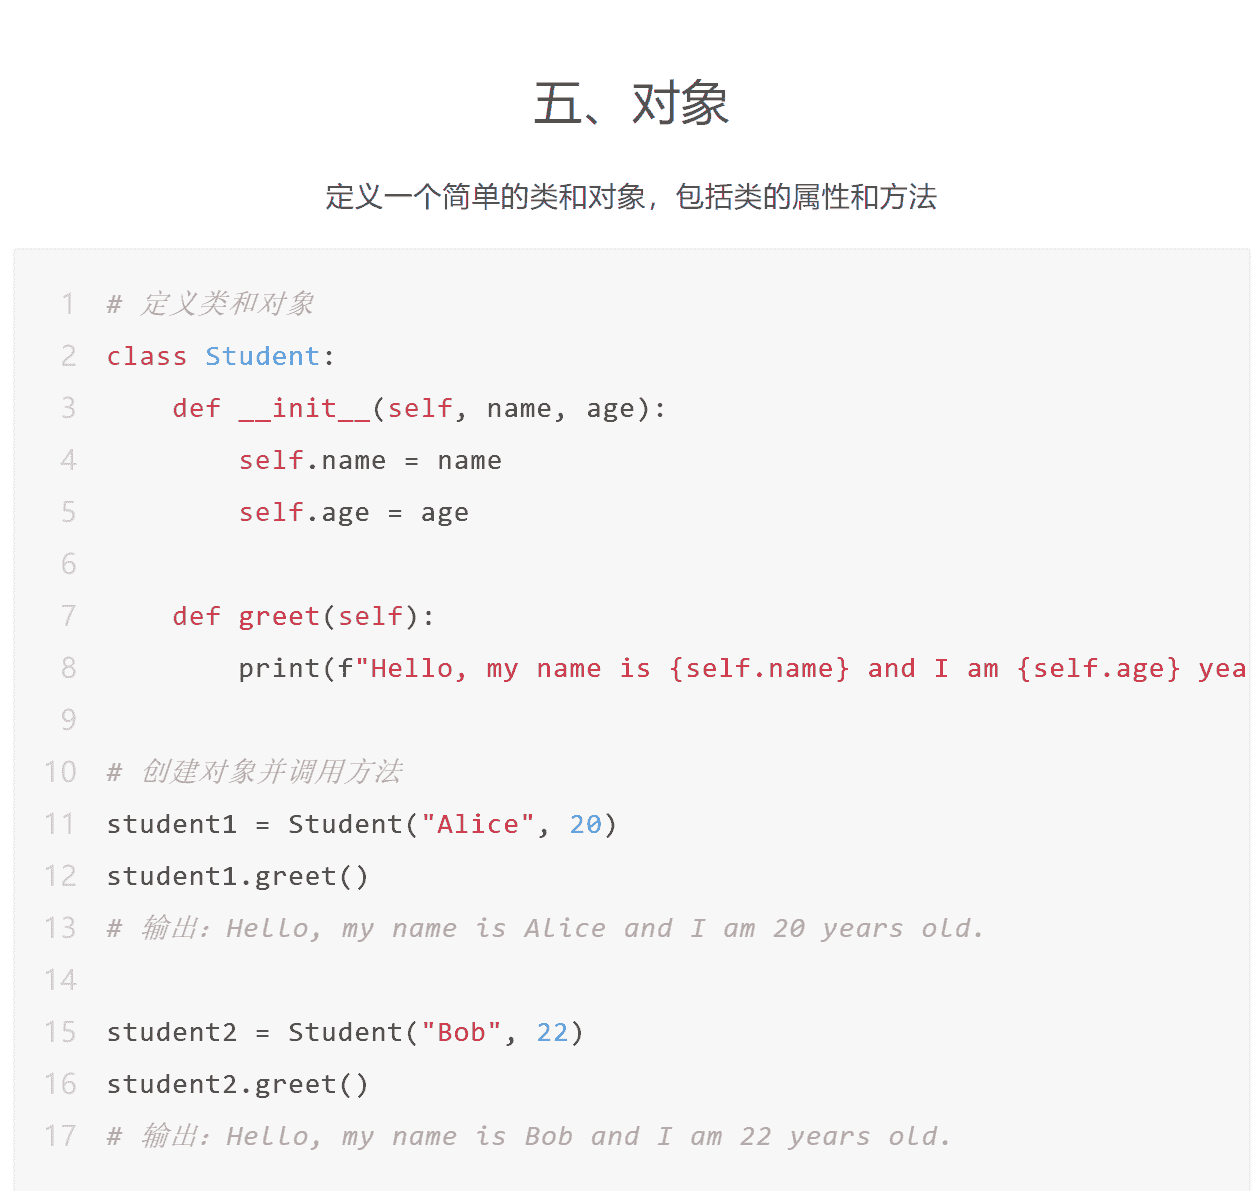 五、对象
定义一个简单的类和对象，包括类的属性和方法
1 # 定义类和对象
2 class Student:
3     def __init__(self, name, age):
4         self.name = name
5         self.age = age
6
7     def greet(self):
8         print(f"Hello, my name is {self.name} and I am {self.age} yea
9
10 # 创建对象并调用方法
11 student1 = Student("Alice", 20)
12 student1.greet()
13 # 输出：Hello, my name is Alice and I am 20 years old.
14
15 student2 = Student("Bob", 22)
16 student2.greet()
17 # 输出：Hello, my name is Bob and I am 22 years old.